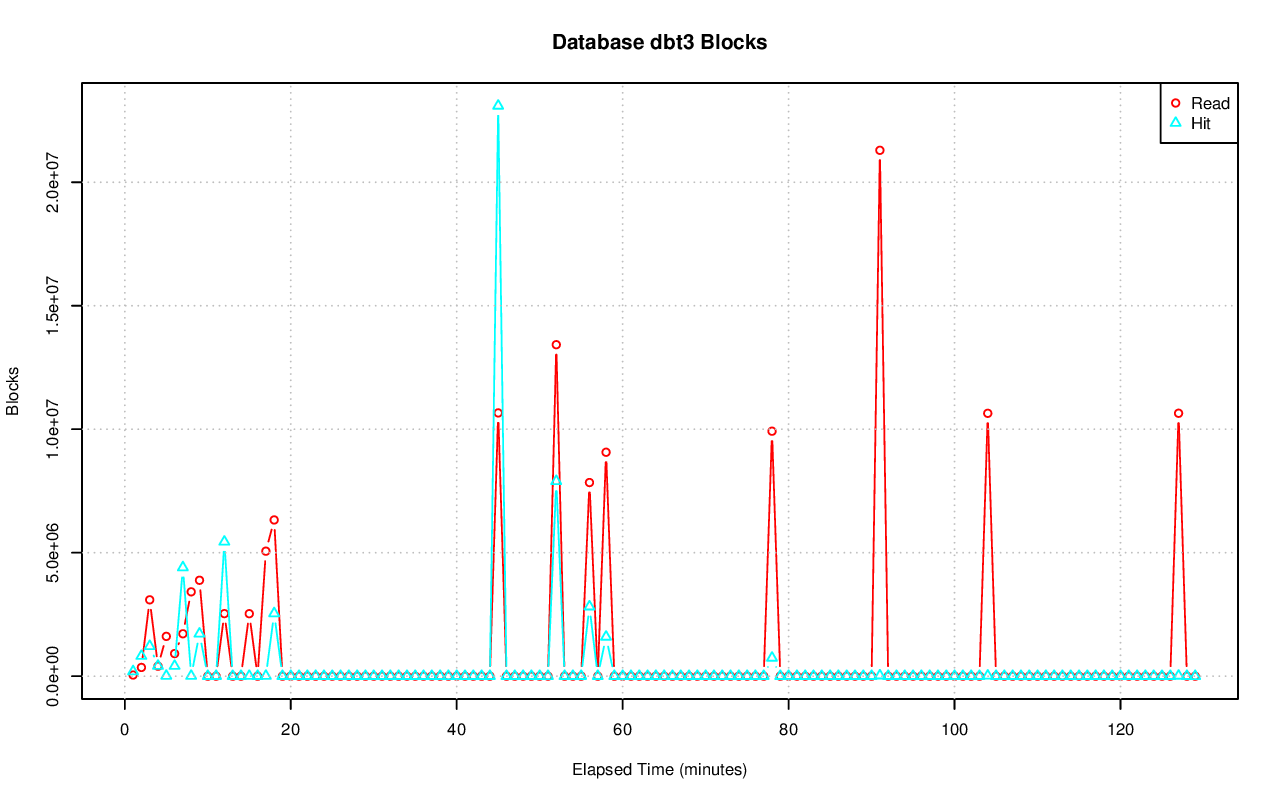 Database dbt3 Blocks
Read
Hit
2.0e+07
1.5e+07
1.0e+07
5.0e+06
0.0e+00
Blocks
0 20 40 60 80 100 120
Elapsed Time (minutes)